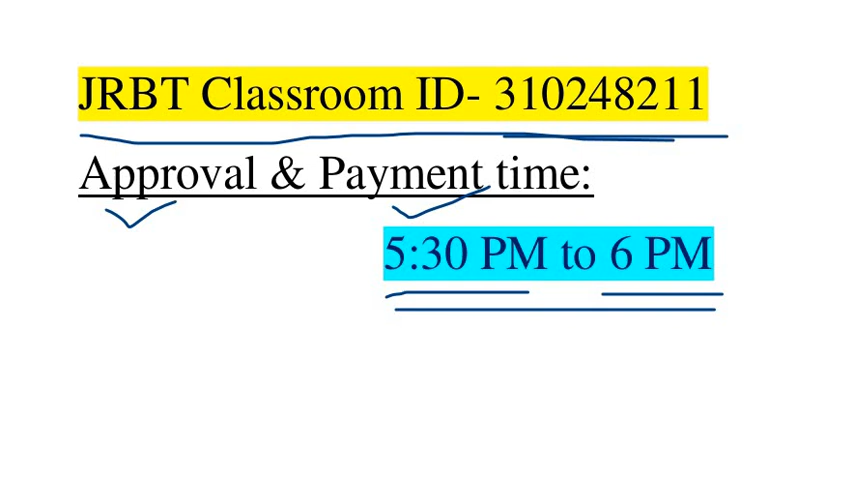 JRBT Classroom ID- 310248211
Approval & Payment time:
5:30 PM to 6 PM